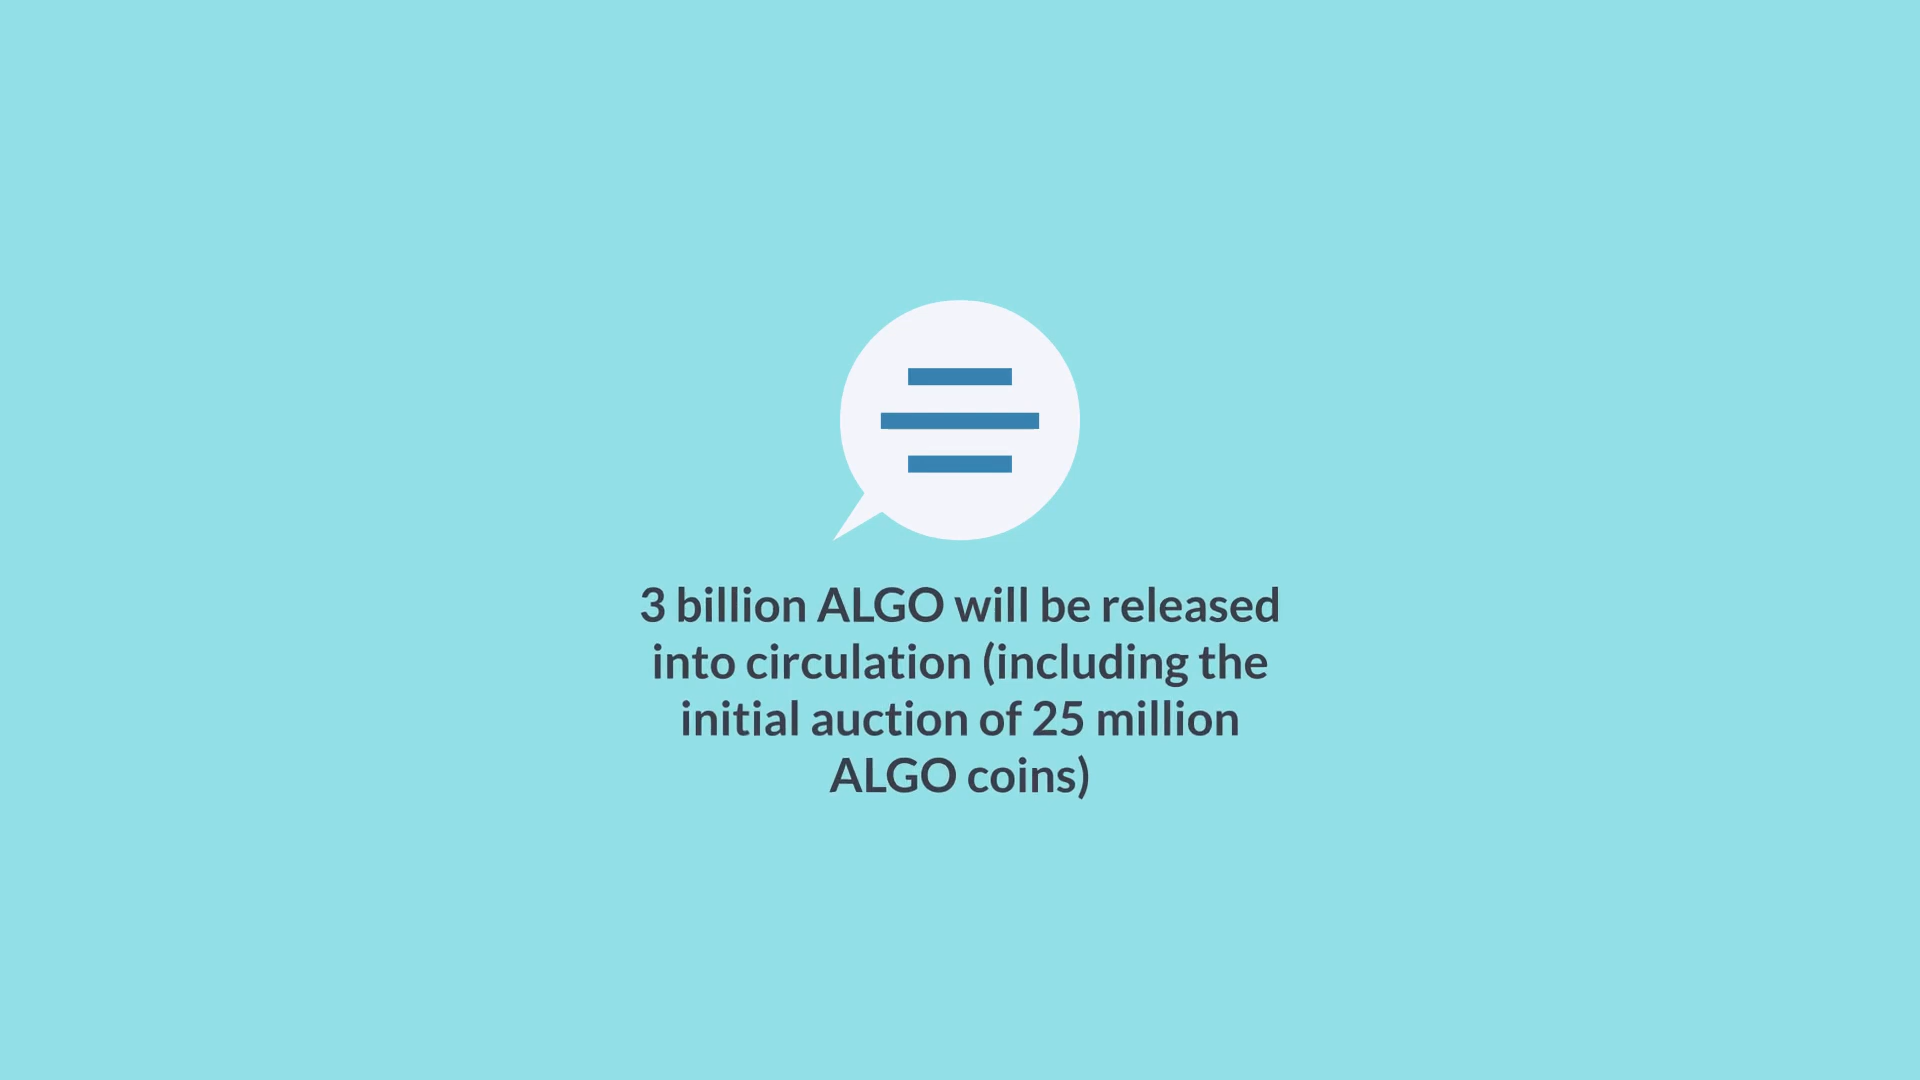 3 billion ALGO will be released
into circulation (including the
initial auction of 25 million
ALGO coins)